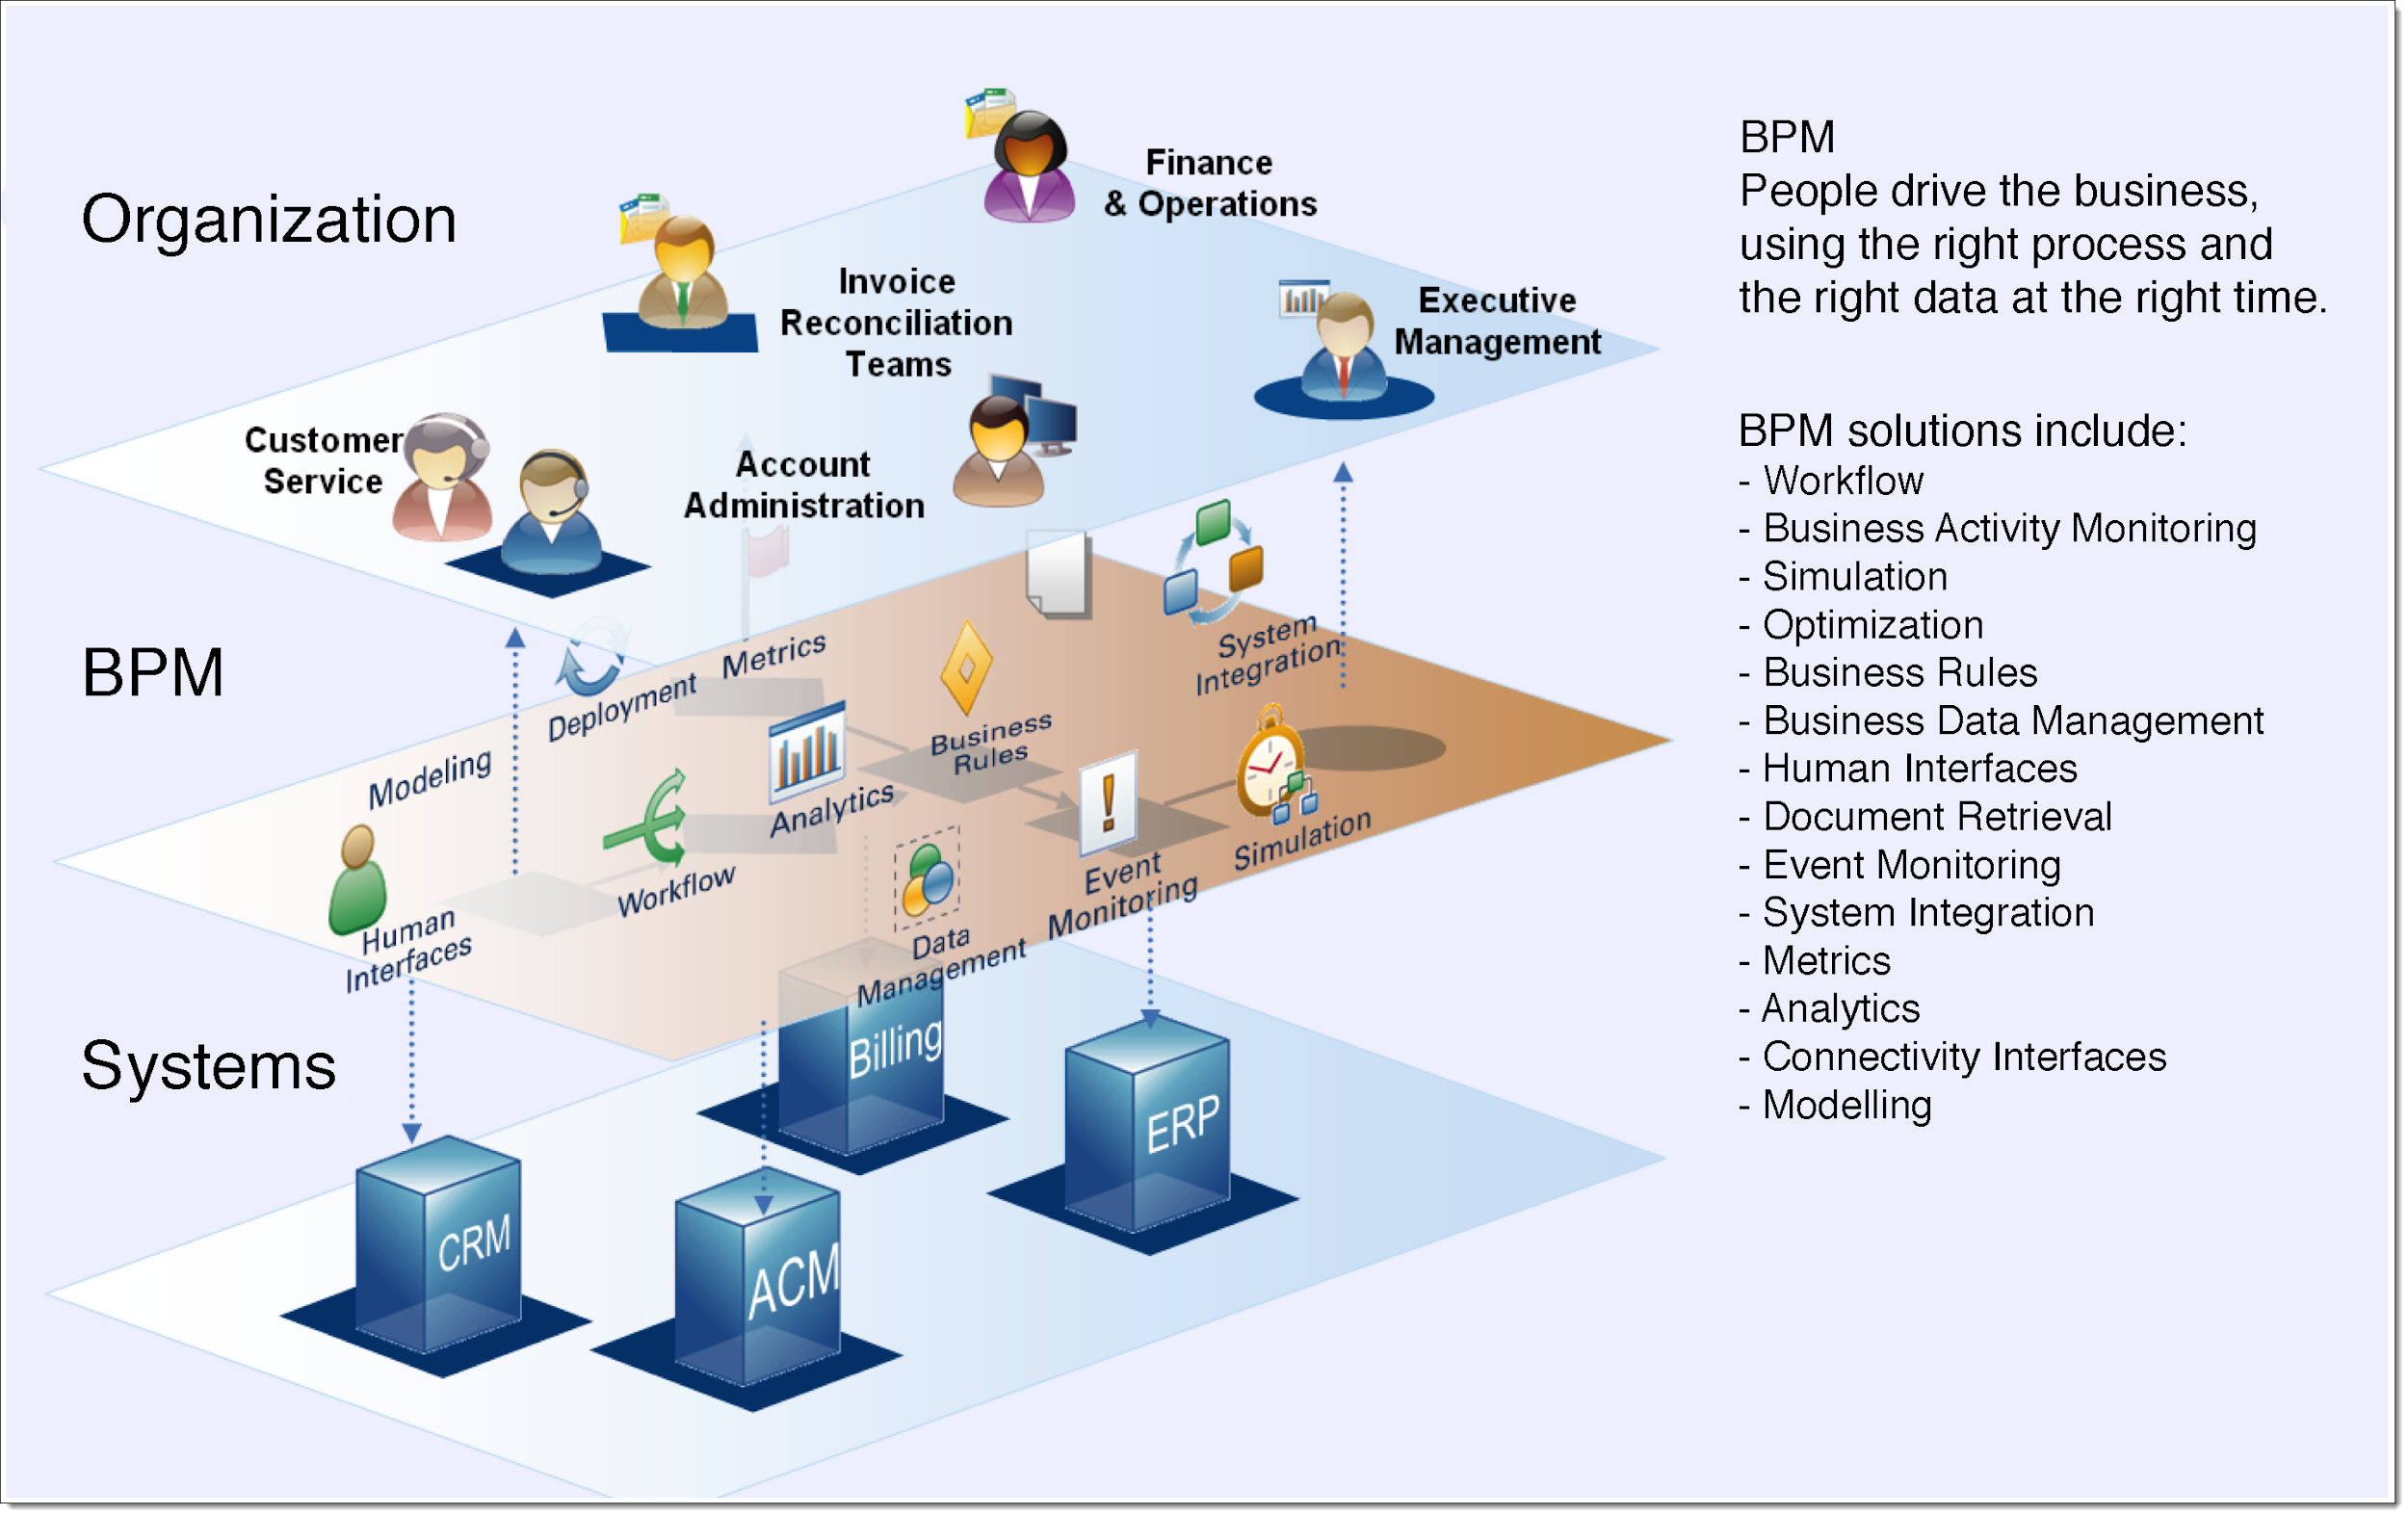 Organization
Finance
& Operations
Invoice
Reconciliation
Teams
Executive
Management
Customer
Service
Account
Administration
BPM
Deployment
Metrics
System
Integration
Modeling
Business
Rules
Analytics
Workflow
Simulation
Event
Monitoring
Human
Interfaces
Data
Management
Systems
Billing
ERP
CRM
ACM
BPM
People drive the business,
using the right process and
the right data at the right time.
BPM solutions include:
- Workflow
- Business Activity Monitoring
- Simulation
- Optimization
- Business Rules
- Business Data Management
- Human Interfaces
- Document Retrieval
- Event Monitoring
- System Integration
- Metrics
- Analytics
- Connectivity Interfaces
- Modelling